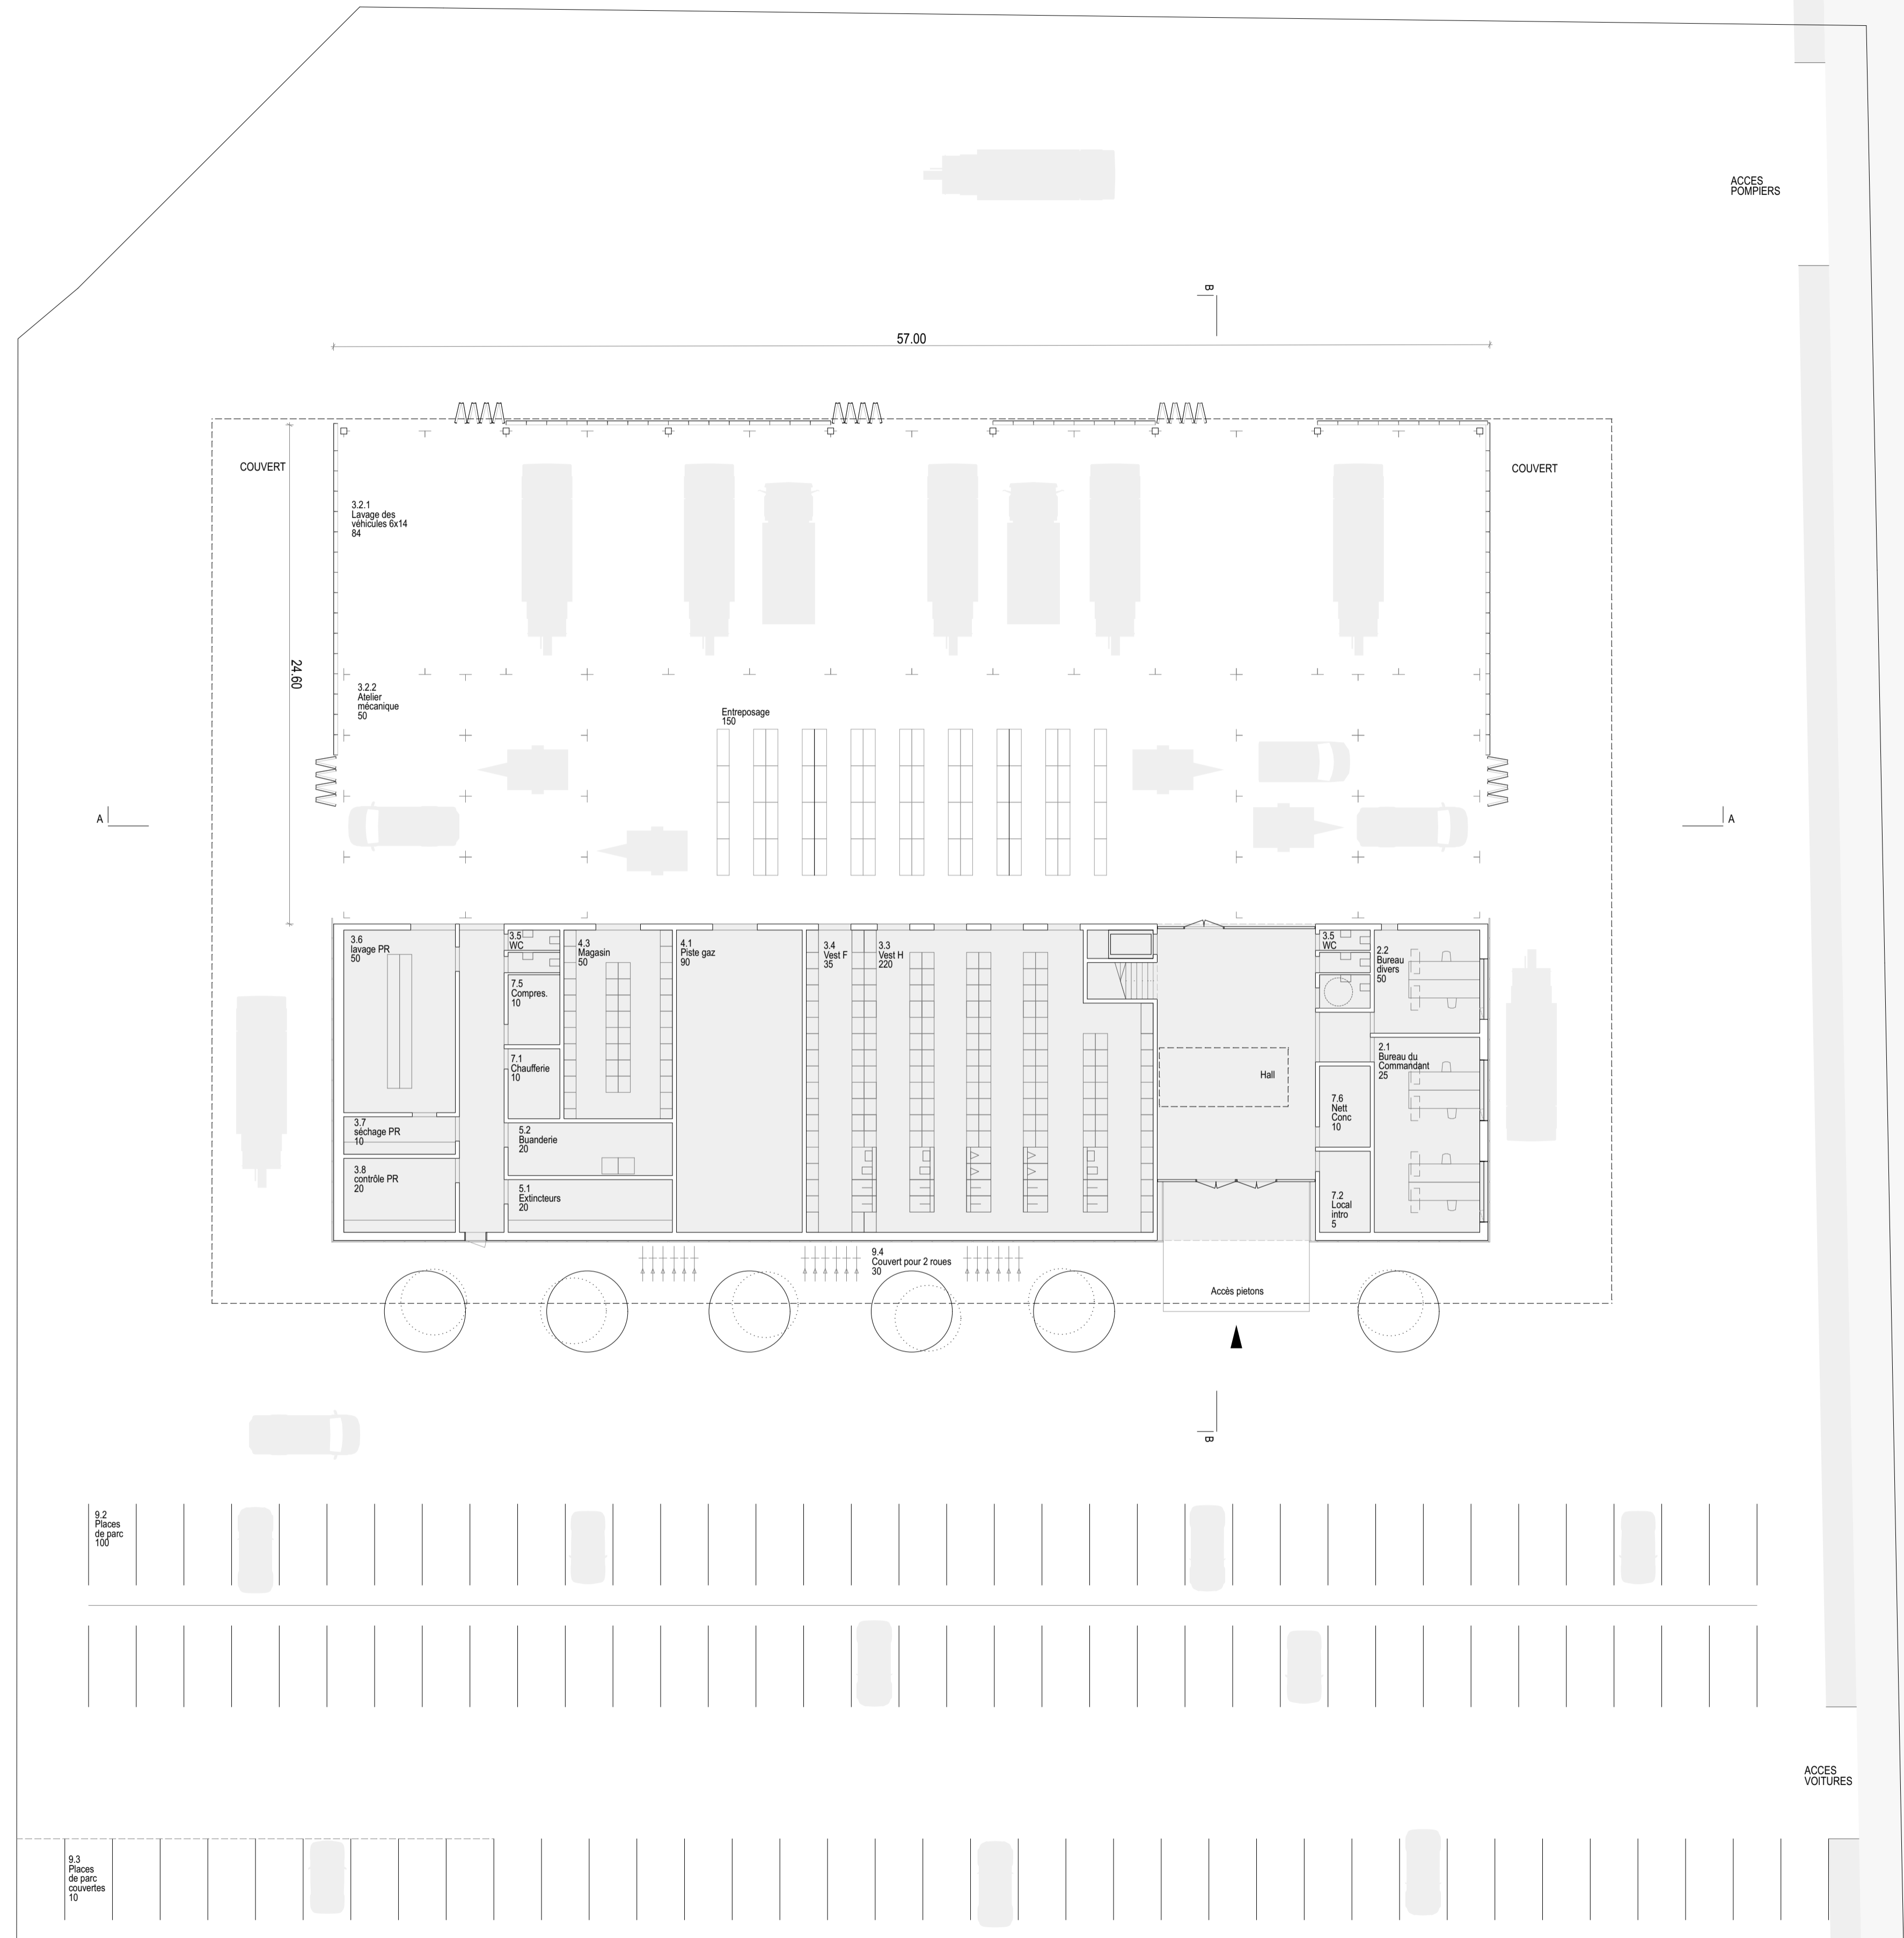 ACCES
POMPIERS
B
57.00
COUVERT
COUVERT
3.2.1
Lavage des
véhicules 6x14
84
24.60
3.2.2
Atelier
mécanique
50
Entreposage
150
A
A
3.6
lavage PR
50
3.5
WC
4.3
Magasin
50
4.1
Piste gaz
90
3.4
Vest F
35
3.3
Vest H
220
3.5
WC
2.2
Bureau
divers
50
7.5
Compres.
10
7.1
Chaufferie
10
2.1
Bureau du
Commandant
25
Hall
7.6
Nett
Conc
10
3.7
séchage PR
10
5.2
Buanderie
20
3.8
contrôle PR
20
5.1
Extincteurs
20
7.2
Local
intro
5
9.4
Couvert pour 2 roues
30
Accès pietons
B
9.2
Places
de parc
100
ACCES
VOITURES
9.3
Places
de parc
couvertes
10